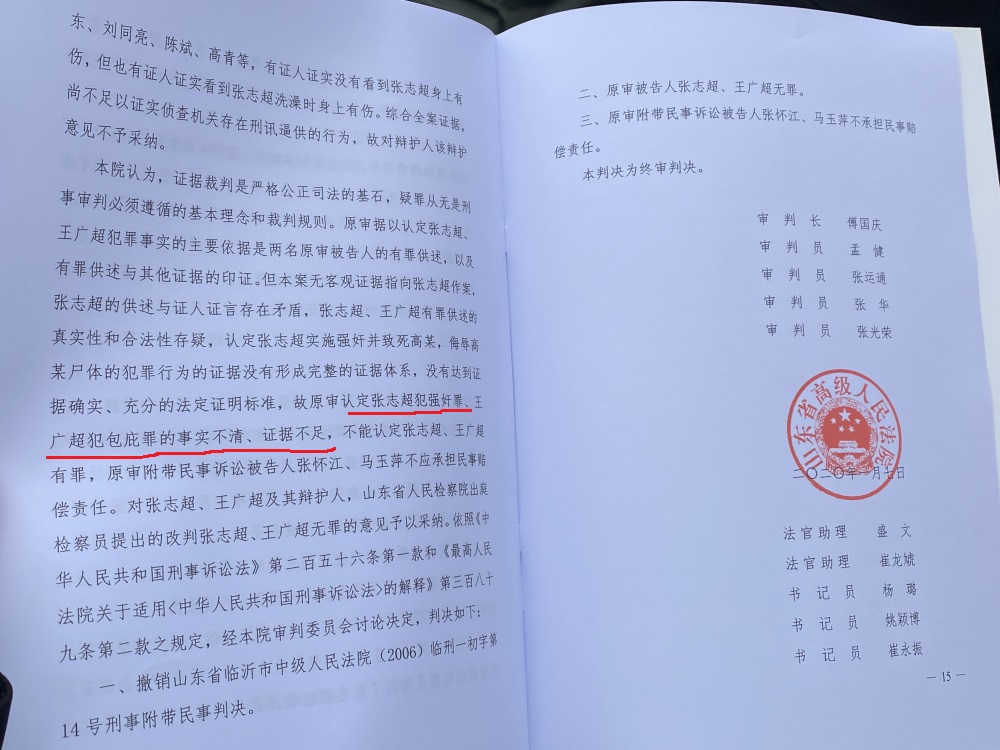 东、刘同亮、陈斌、高青等，有证人证实没有看到张志超身上有
伤，但也有证人证实看到张志超洗澡时身上有伤。综合全案证据，
尚不足以证实侦查机关存在刑讯逼供的行为，故对辩护人该辩护
意见不予采纳。
本院认为，证据裁判是严格公正司法的基石，疑罪从无是刑
事审判必须遵循的基本理念和裁判规则。原审据以认定张志超、
王广超犯罪事实的主要依据是两名原审被告人的有罪供述，以及
有罪供述与其他证据的印证。但本案无客观证据指向张志超作案，
张志超的供述与证人证言存在矛盾，张志超、王广超有罪供述的
真实性和合法性存疑，认定张志超实施强奸并致死高某，侮辱高
某尸体的犯罪行为的证据没有形成完整的证据体系，没有达到证
据确实、充分的法定证明标准，故原审认定张志超犯强奸罪、王
广超犯包庇罪的事实不清、证据不足，不能认定张志超、王广超
有罪，原审附带民事诉讼被告人张怀江、马玉萍不应承担民事赔
偿责任。对张志超、王广超及其辩护人，山东省人民检察院出庭
检察员提出的改判张志超、王广超无罪的意见予以采纳。依照《中
华人民共和国刑事诉讼法》第二百五十六条第一款和《最高人民
法院关于适用<中华人民共和国刑事诉讼法>的解释》第三百八十
九条第二款之规定，经本院审判委员会讨论决定，判决如下：
一、撤销山东省临沂市中级人民法院（2006）临刑一初字第
14号刑事附带民事判决。
二、原审被告人张志超、王广超无罪。
三、原审附带民事诉讼被告人张怀江、马玉萍不承担民事赔
偿责任。
本判决为终审判决。
审 判 长 傅国庆
审 判 员 孟 健
审 判 员 张运通
审 判 员 张 华
审 判 员 张光荣
山东省高级人民法院
二〇二〇年一月七日
法官助理 盛 文
法官助理 崔龙虓
书 记 员 杨 璐
书 记 员 姚颖博
书 记 员 崔永振
— 15 —